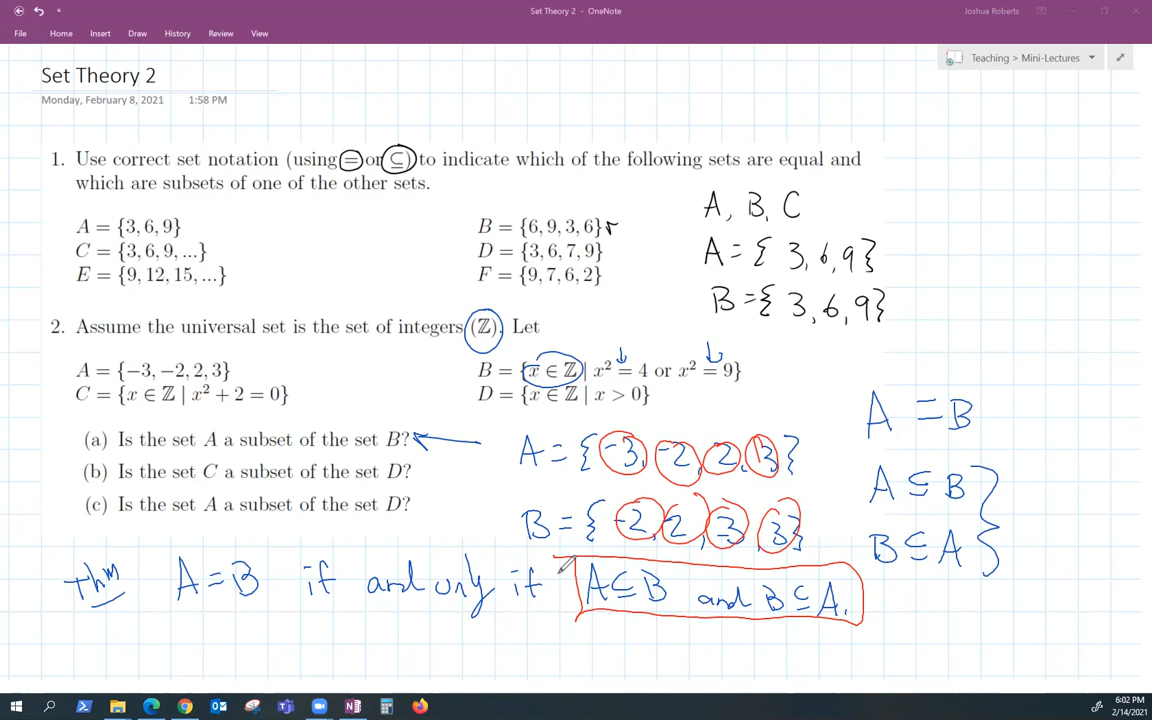 Set Theory 2 - OneNote
Joshua Roberts
File Home Insert Draw History Review View
Set Theory 2
Teaching > Mini-Lectures
Monday, February 8, 2021 1:58 PM
1. Use correct set notation (using = or ⊆) to indicate which of the following sets are equal and
which are subsets of one of the other sets.
A = {3, 6, 9}
B = {6, 9, 3, 6}
C = {3, 6, 9, ...}
D = {3, 6, 7, 9}
E = {9, 12, 15, ...}
F = {9, 7, 6, 2}
A, B, C
A = { 3, 6, 9}
B = { 3, 6, 9}
2. Assume the universal set is the set of integers (ℤ). Let
A = {−3, −2, 2, 3}
B = {x ∈ ℤ | x² = 4 or x² = 9}
C = {x ∈ ℤ | x² + 2 = 0}
D = {x ∈ ℤ | x > 0}
(a) Is the set A a subset of the set B?
(b) Is the set C a subset of the set D?
(c) Is the set A a subset of the set D?
A = { -3, -2, 2, 3}
B = { -2, 2, -3, 3}
A = B
A ⊆ B
B ⊆ A
thm A = B if and only if A ⊆ B and B ⊆ A.
6:02 PM
2/14/2021